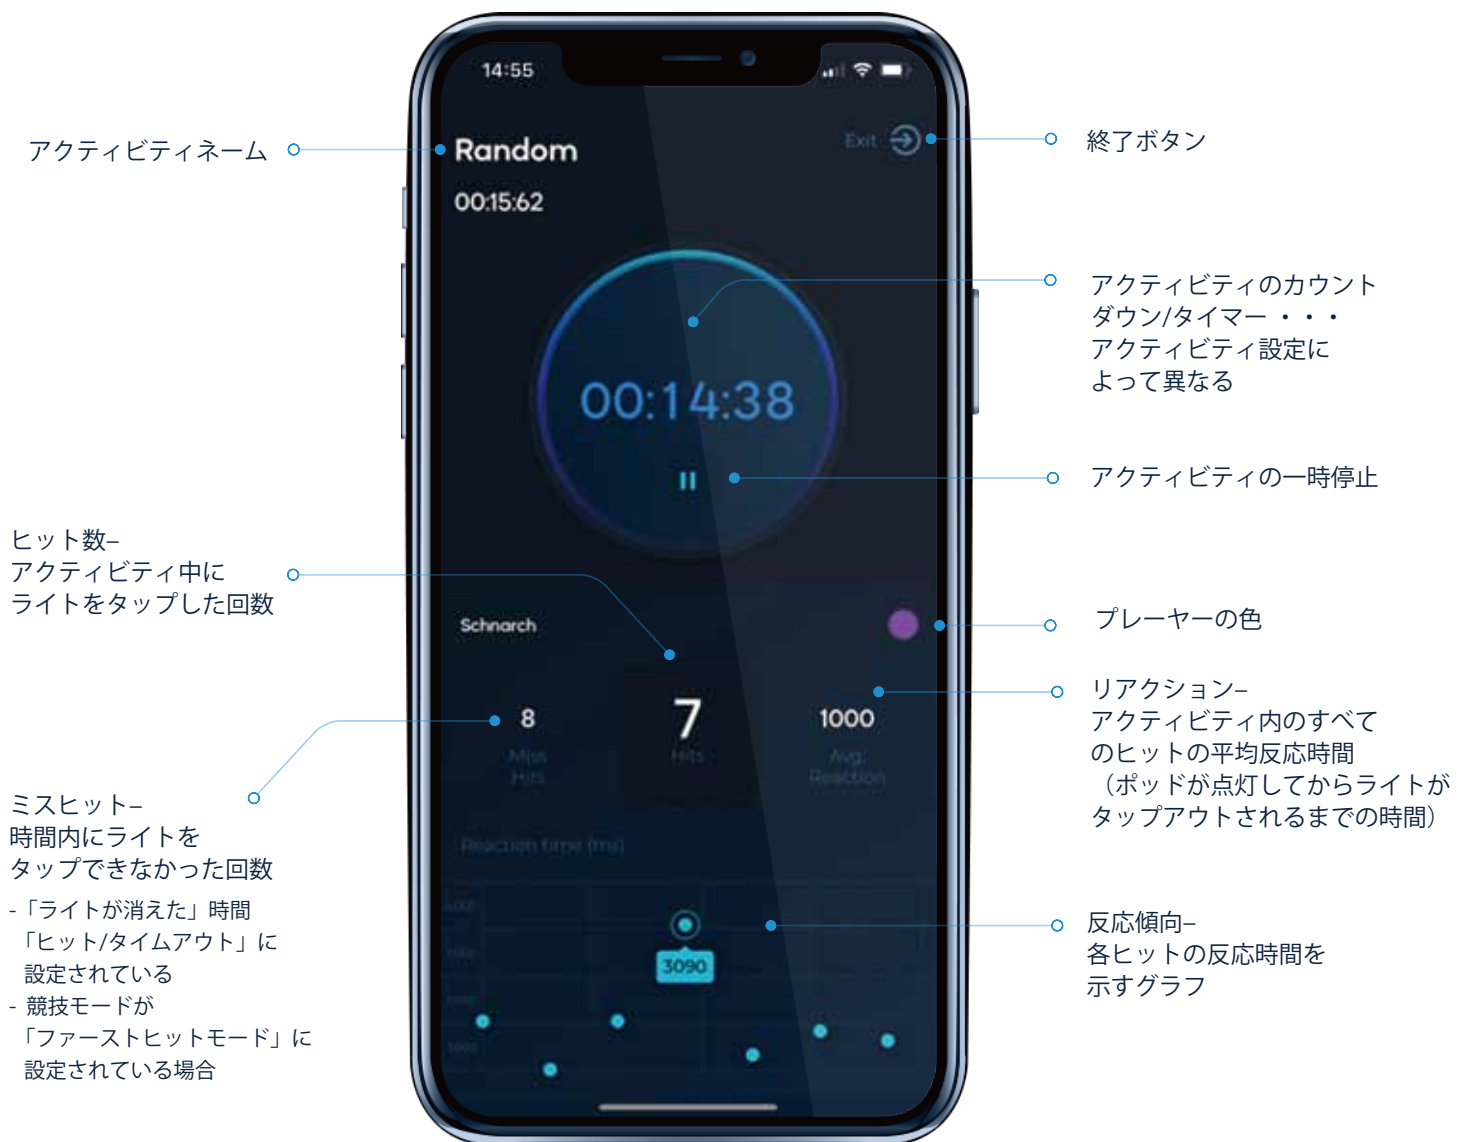 14:55
アクティビティネーム
Random
Exit
終了ボタン
00:15:62
アクティビティのカウント
ダウン/タイマー ・・・
アクティビティ設定に
よって異なる
00:14:38
アクティビティの一時停止
ヒット数–
アクティビティ中に
ライトをタップした回数
Schnarch
プレーヤーの色
リアクション–
アクティビティ内のすべて
のヒットの平均反応時間
（ポッドが点灯してからライトが
タップアウトされるまでの時間）
8
Miss
Hits
7
Hits
1000
Avg.
Reaction
ミスヒット–
時間内にライトを
タップできなかった回数
-「ライトが消えた」時間
「ヒット/タイムアウト」に
設定されている
- 競技モードが
「ファーストヒットモード」に
設定されている場合
Reaction time (ms)
3090
反応傾向–
各ヒットの反応時間を
示すグラフ